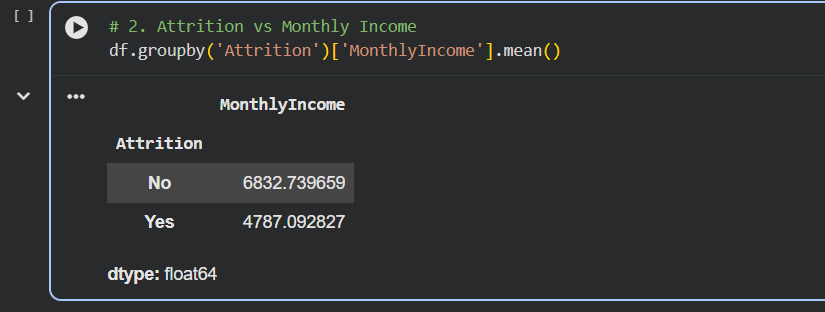 [ ]
# 2. Attrition vs Monthly Income
df.groupby('Attrition')['MonthlyIncome'].mean()
MonthlyIncome
Attrition
No 6832.739659
Yes 4787.092827
dtype: float64